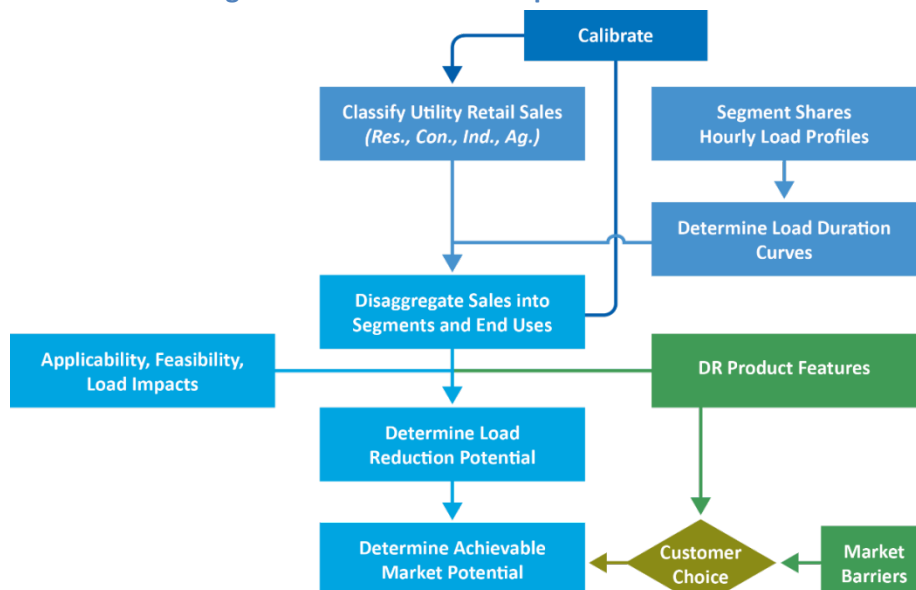 Calibrate
Classify Utility Retail Sales
(Res., Con., Ind., Ag.)
Segment Shares
Hourly Load Profiles
Determine Load Duration
Curves
Disaggregate Sales into
Segments and End Uses
Applicability, Feasibility,
Load Impacts
DR Product Features
Determine Load
Reduction Potential
Determine Achievable
Market Potential
Customer
Choice
Market
Barriers